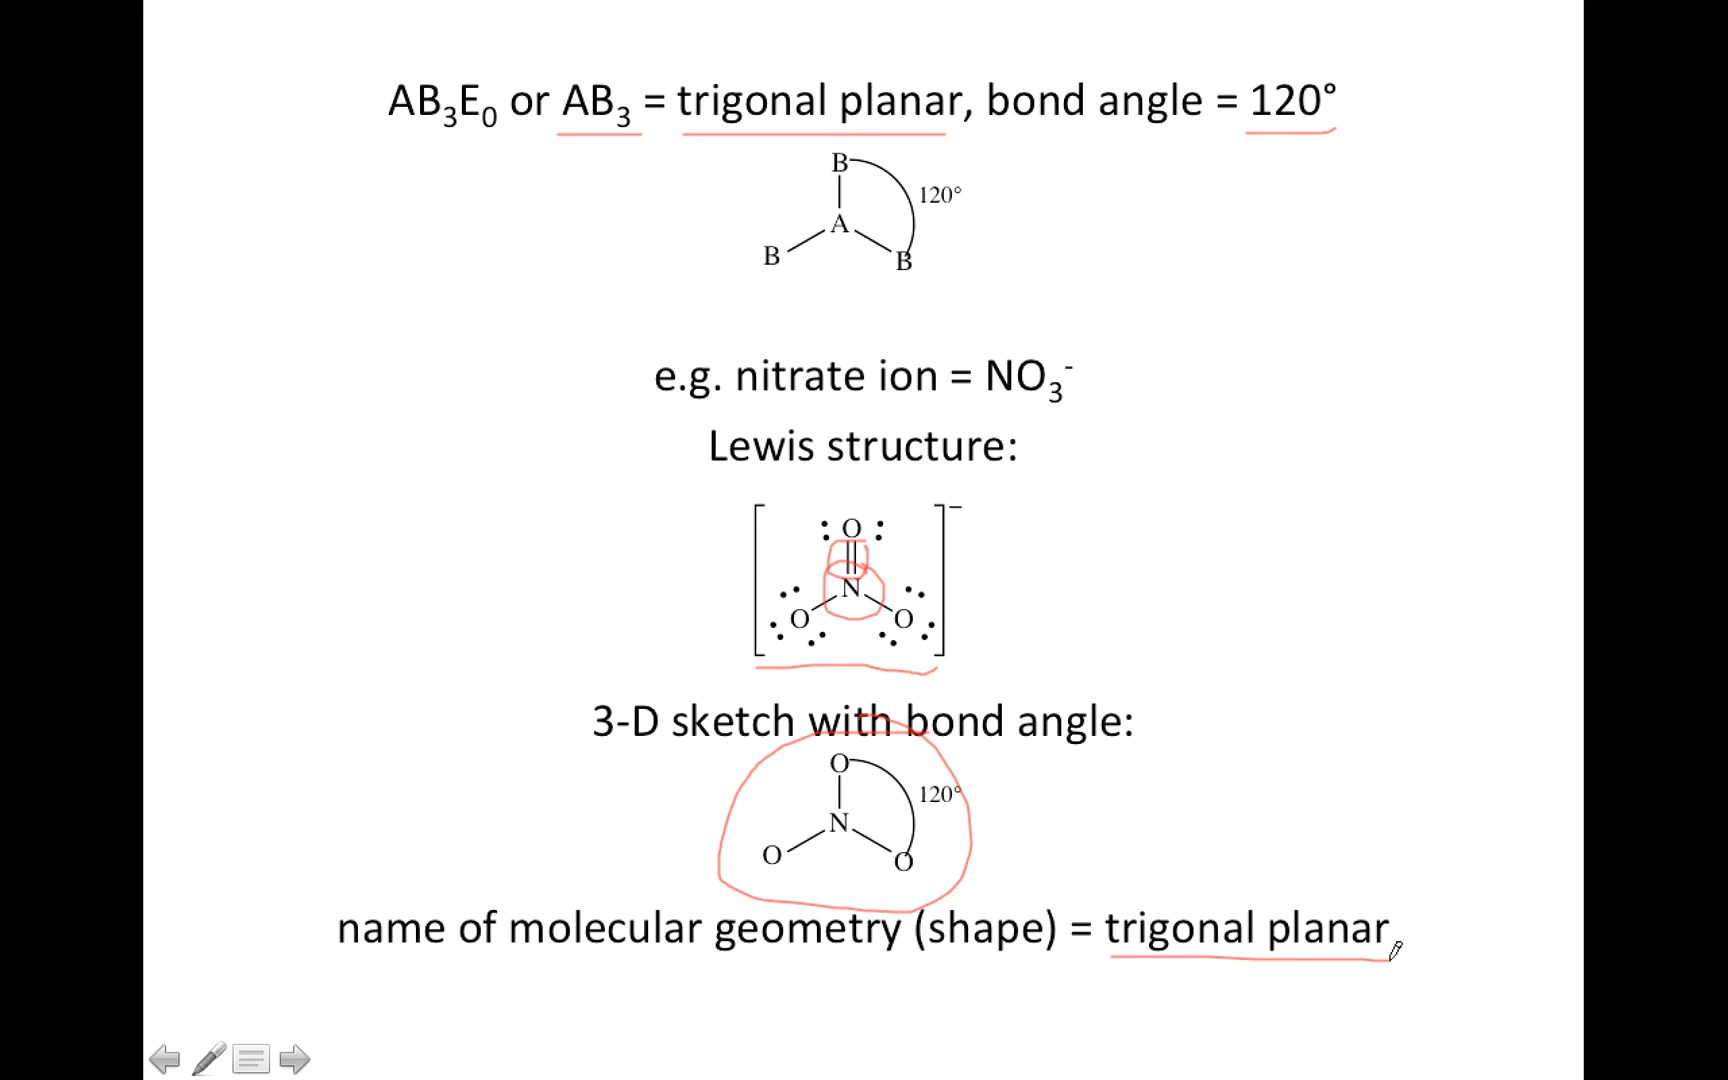 AB₃E₀ or AB₃ = trigonal planar, bond angle = 120°
B
120°
A
B B
e.g. nitrate ion = NO₃⁻
Lewis structure:
−
O
N
O O
3-D sketch with bond angle:
O
120°
N
O O
name of molecular geometry (shape) = trigonal planar